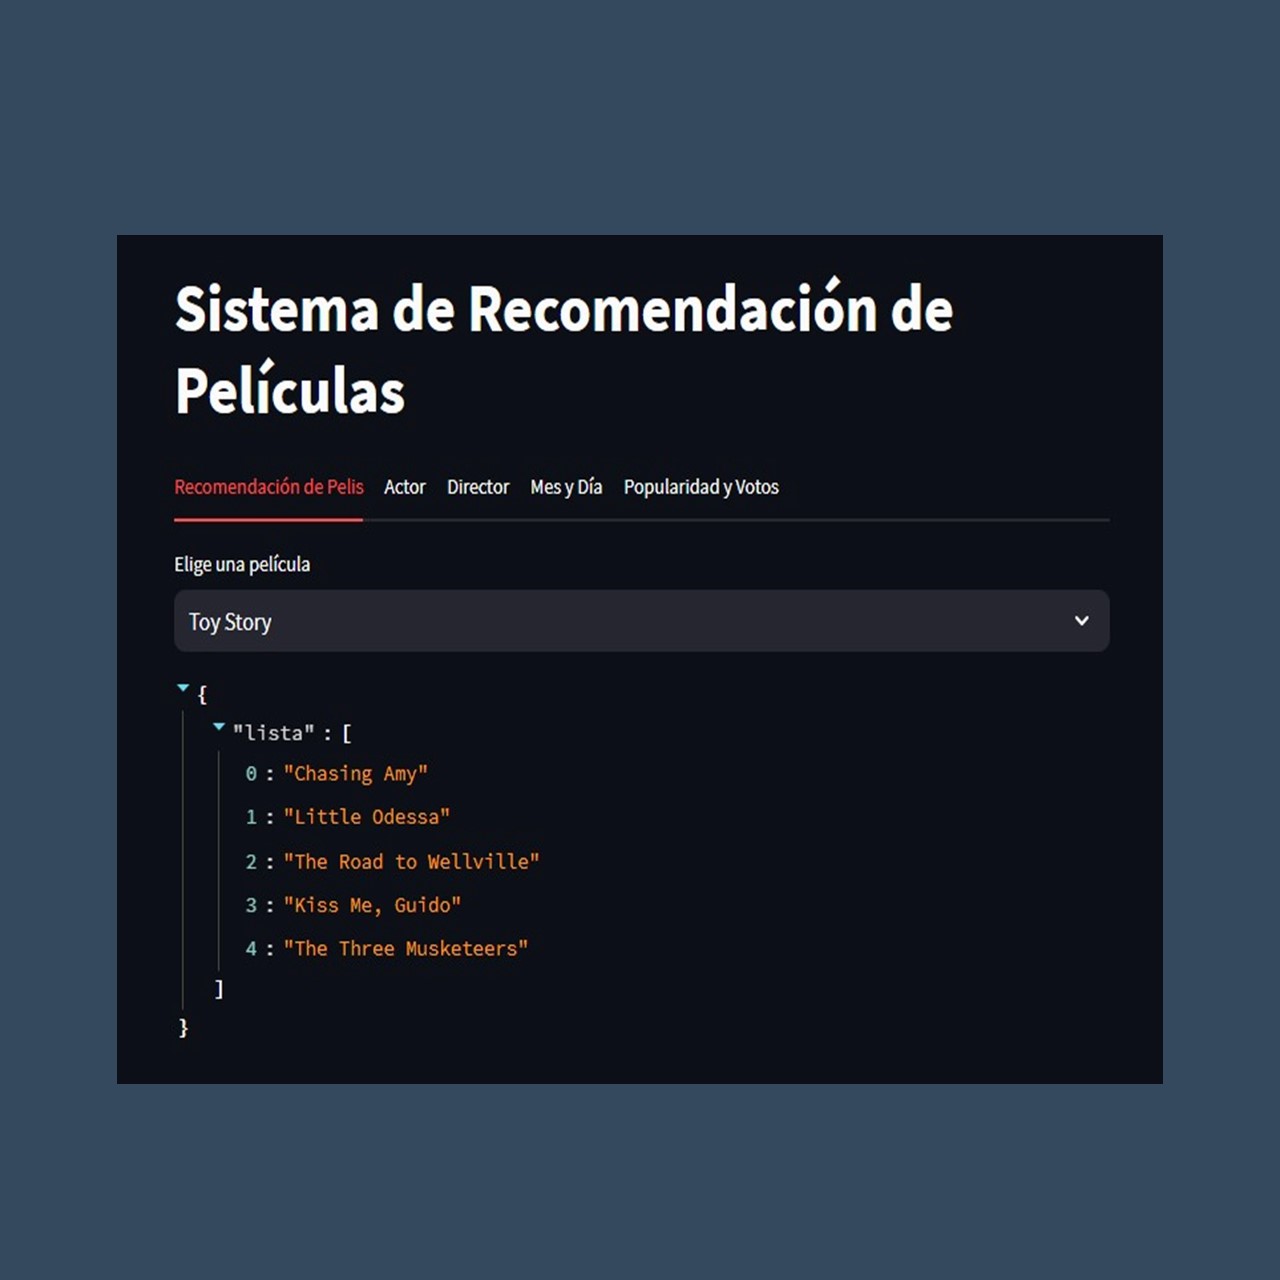 Sistema de Recomendación de
Películas
Recomendación de Pelis Actor Director Mes y Día Popularidad y Votos
Elige una película
Toy Story
{
"lista" : [
0 : "Chasing Amy"
1 : "Little Odessa"
2 : "The Road to Wellville"
3 : "Kiss Me, Guido"
4 : "The Three Musketeers"
]
}